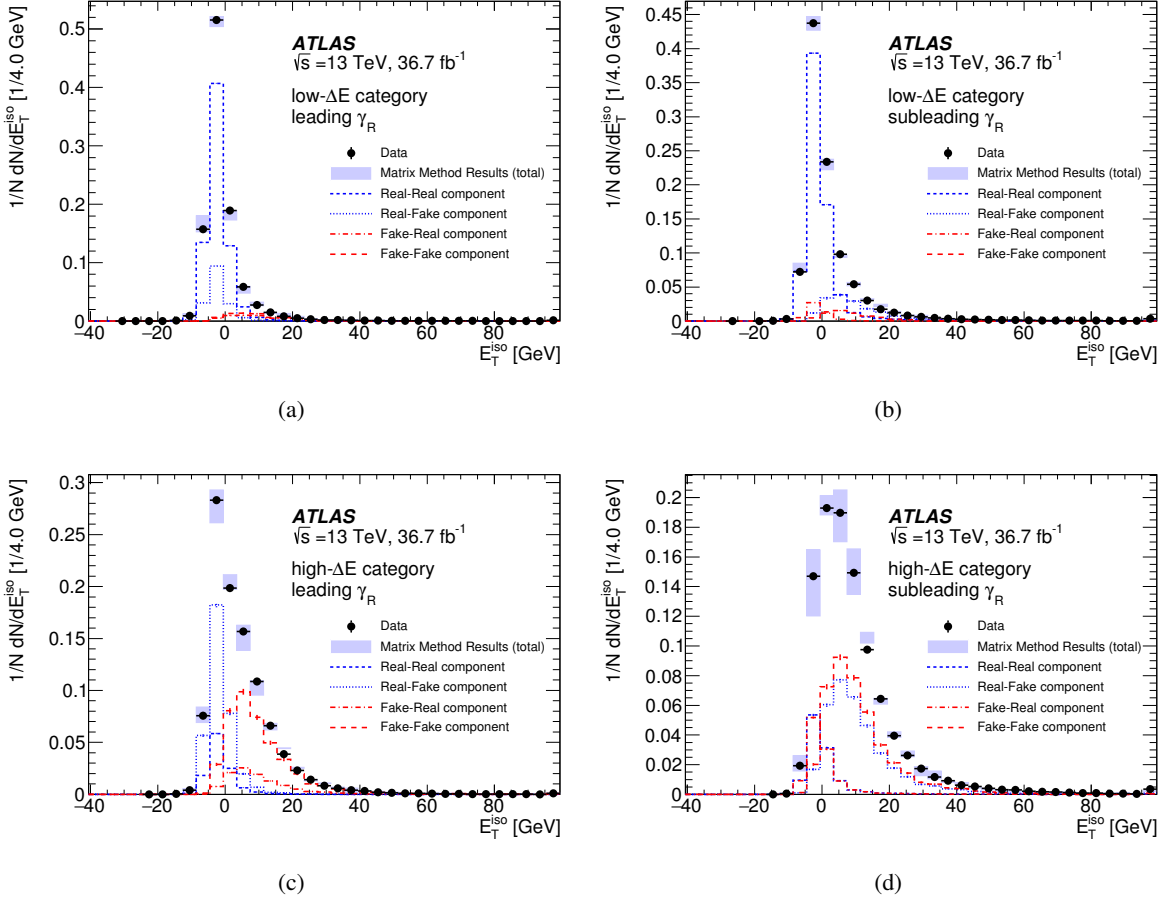 1/N dN/dE_T^iso [1/4.0 GeV]
0.5
0.4
0.3
0.2
0.1
0
ATLAS
√s =13 TeV, 36.7 fb⁻¹
low-ΔE category
leading γ_R
Data
Matrix Method Results (total)
Real-Real component
Real-Fake component
Fake-Real component
Fake-Fake component
−40 −20 0 20 40 60 80
E_T^iso [GeV]
(a)
1/N dN/dE_T^iso [1/4.0 GeV]
0.45
0.4
0.35
0.3
0.25
0.2
0.15
0.1
0.05
0
ATLAS
√s =13 TeV, 36.7 fb⁻¹
low-ΔE category
subleading γ_R
Data
Matrix Method Results (total)
Real-Real component
Real-Fake component
Fake-Real component
Fake-Fake component
−40 −20 0 20 40 60 80
E_T^iso [GeV]
(b)
1/N dN/dE_T^iso [1/4.0 GeV]
0.3
0.25
0.2
0.15
0.1
0.05
0
ATLAS
√s =13 TeV, 36.7 fb⁻¹
high-ΔE category
leading γ_R
Data
Matrix Method Results (total)
Real-Real component
Real-Fake component
Fake-Real component
Fake-Fake component
−40 −20 0 20 40 60 80
E_T^iso [GeV]
(c)
1/N dN/dE_T^iso [1/4.0 GeV]
0.2
0.18
0.16
0.14
0.12
0.1
0.08
0.06
0.04
0.02
0
ATLAS
√s =13 TeV, 36.7 fb⁻¹
high-ΔE category
subleading γ_R
Data
Matrix Method Results (total)
Real-Real component
Real-Fake component
Fake-Real component
Fake-Fake component
−40 −20 0 20 40 60 80
E_T^iso [GeV]
(d)